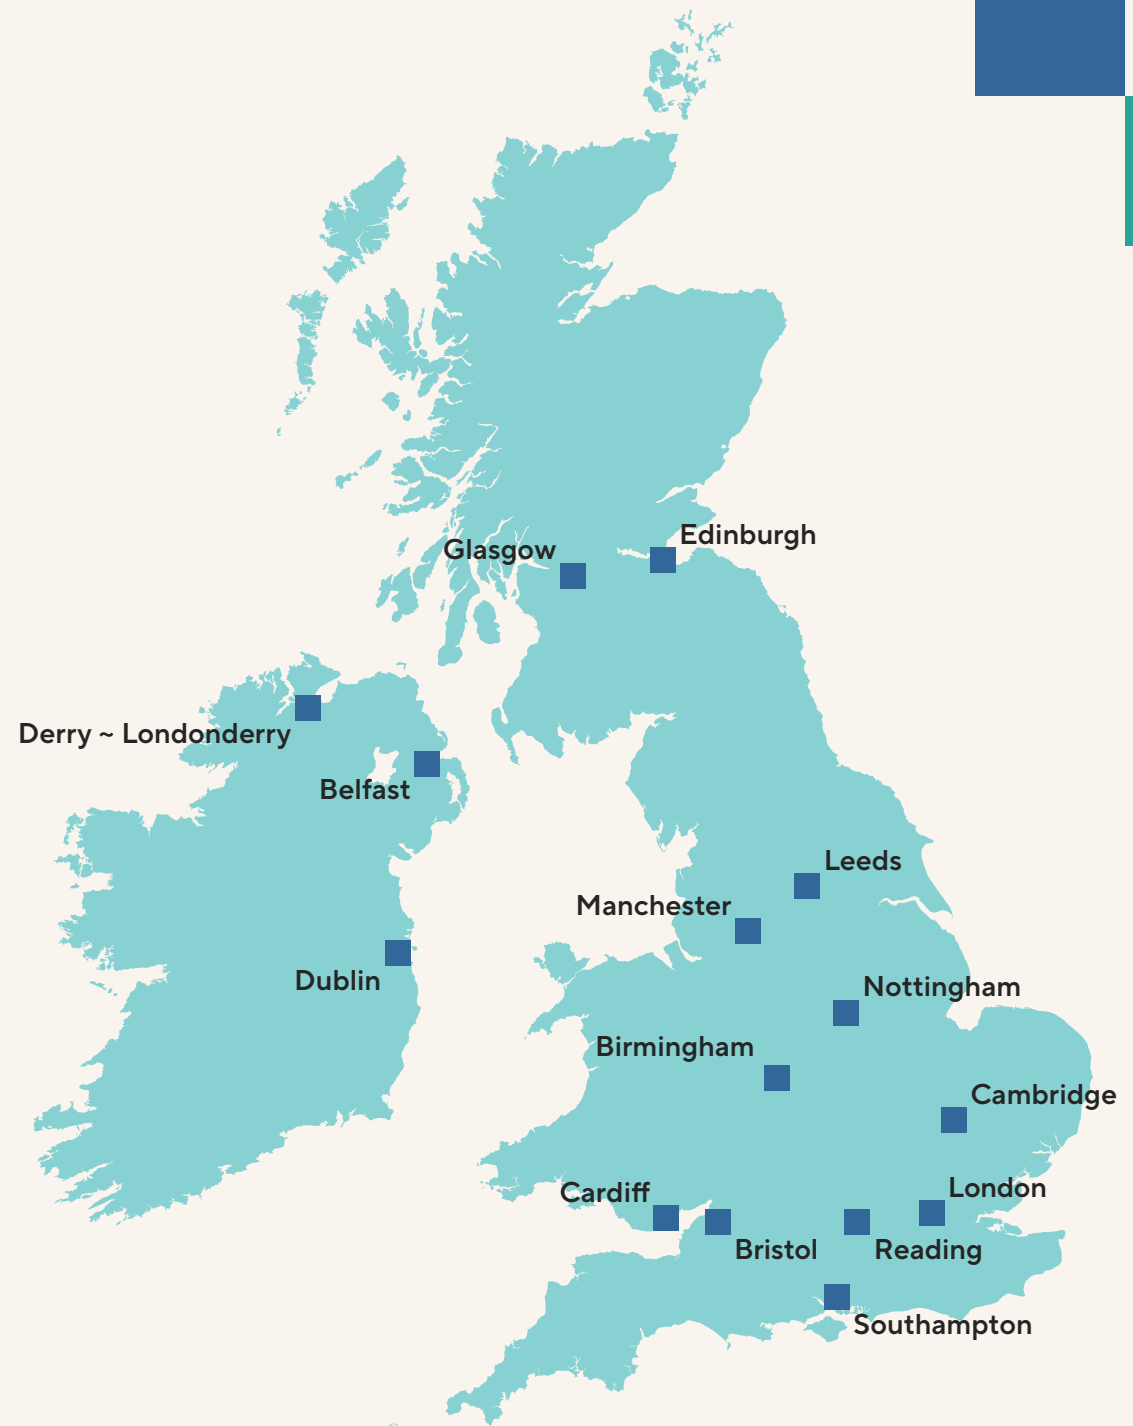 Edinburgh
Glasgow
Derry ~ Londonderry
Belfast
Leeds
Manchester
Dublin
Nottingham
Birmingham
Cambridge
London
Cardiff
Bristol
Reading
Southampton